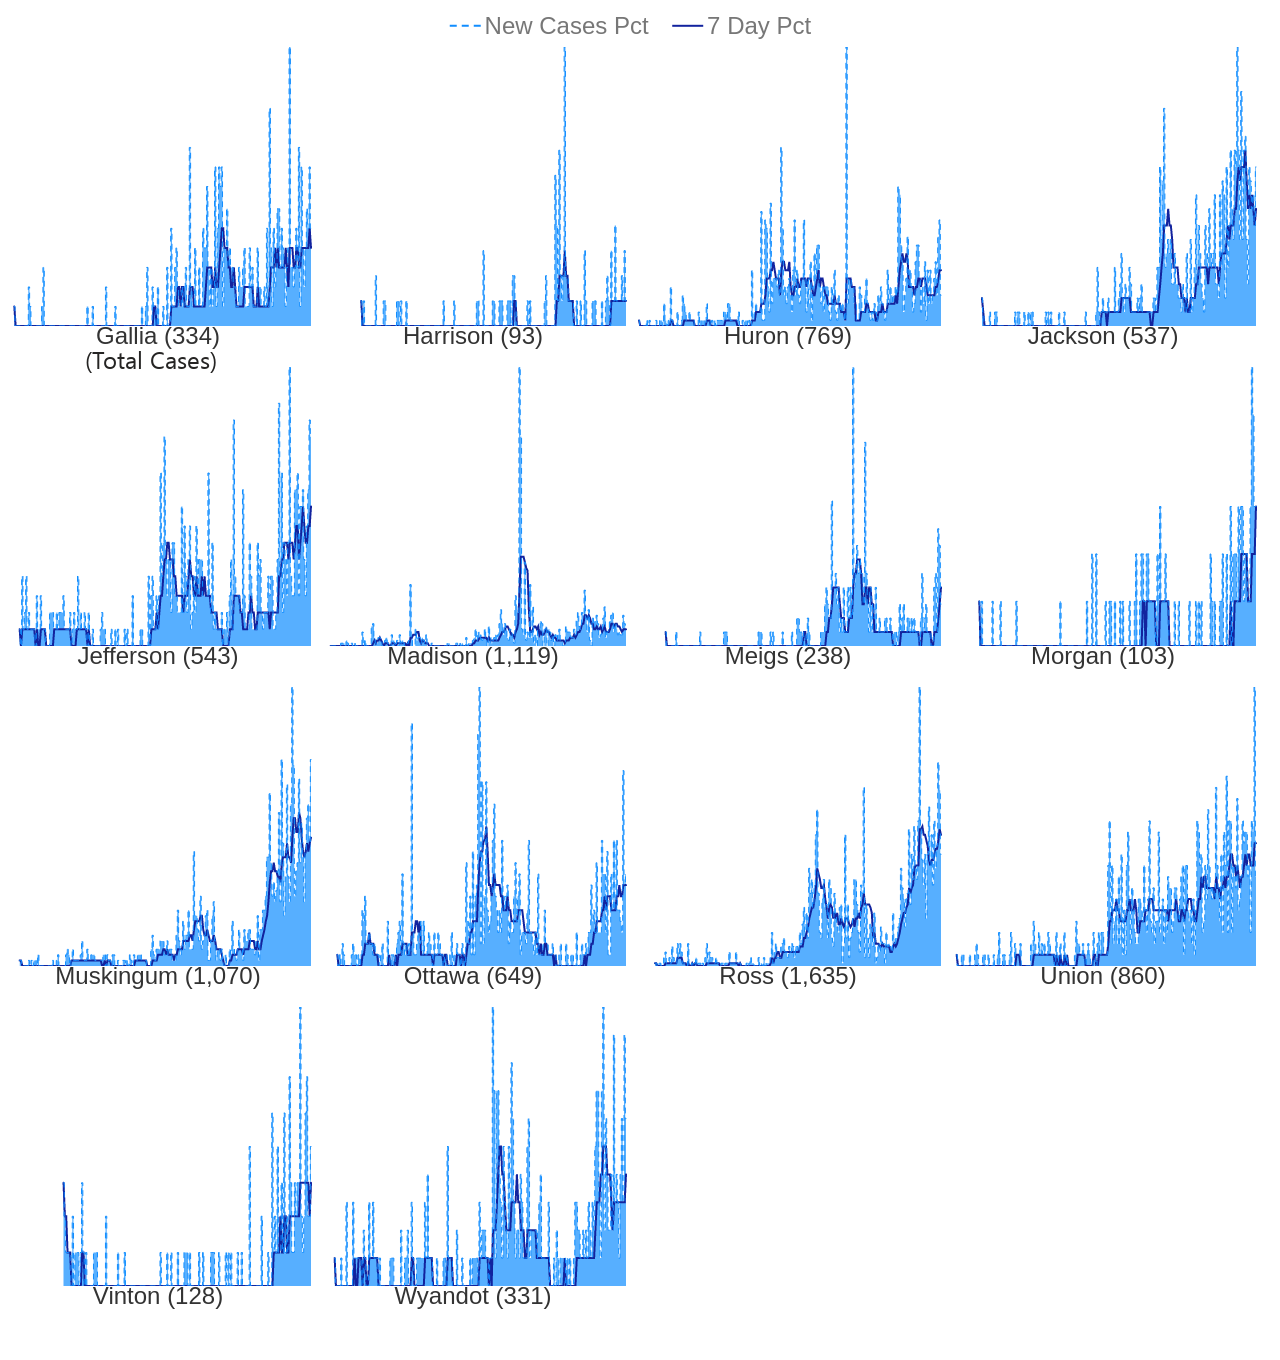 New Cases Pct 7 Day Pct
Gallia (334) Harrison (93) Huron (769) Jackson (537)
(Total Cases)
Jefferson (543) Madison (1,119) Meigs (238) Morgan (103)
Muskingum (1,070) Ottawa (649) Ross (1,635) Union (860)
Vinton (128) Wyandot (331)